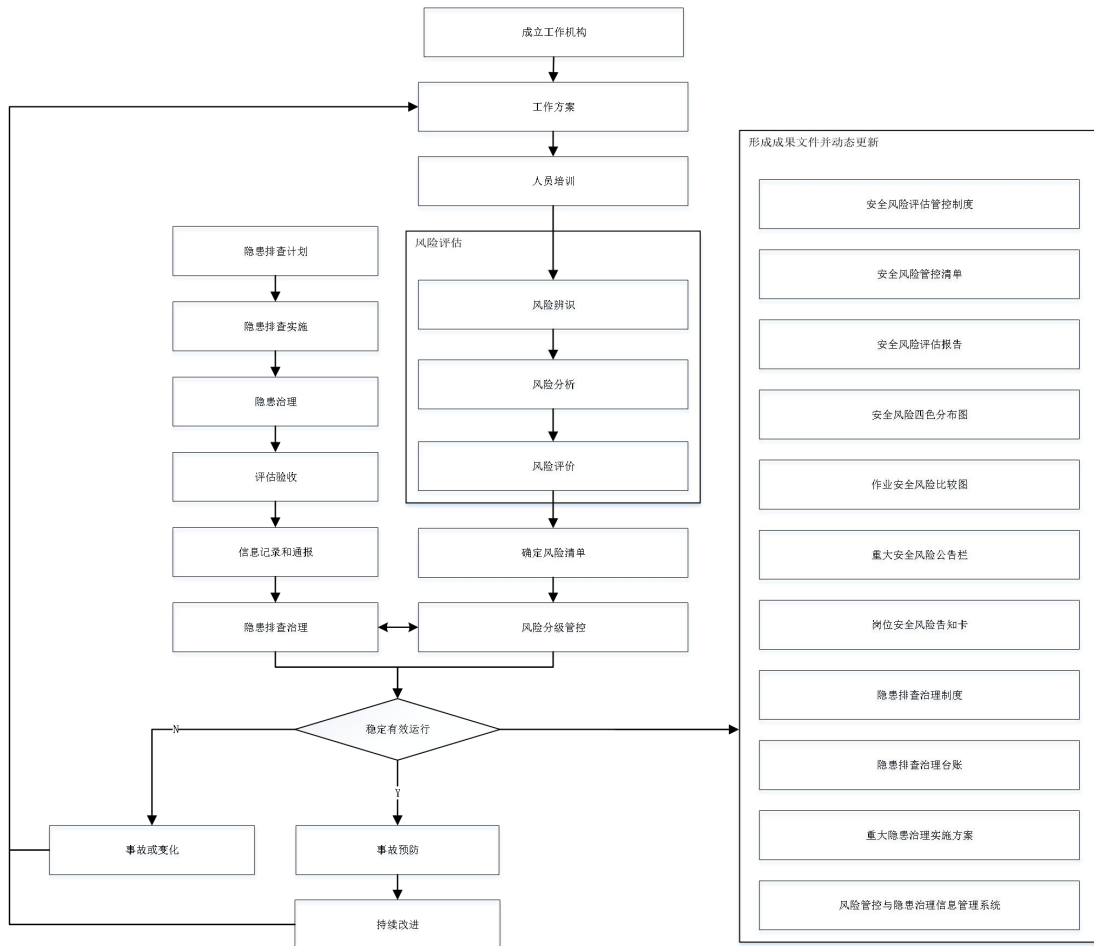 成立工作机构
工作方案
人员培训
风险评估
风险辨识
风险分析
风险评价
确定风险清单
风险分级管控
隐患排查计划
隐患排查实施
隐患治理
评估验收
信息记录和通报
隐患排查治理
稳定有效运行
N
Y
事故或变化
事故预防
持续改进
形成成果文件并动态更新
安全风险评估管控制度
安全风险管控清单
安全风险评估报告
安全风险四色分布图
作业安全风险比较图
重大安全风险公告栏
岗位安全风险告知卡
隐患排查治理制度
隐患排查治理台账
重大隐患治理实施方案
风险管控与隐患治理信息管理系统